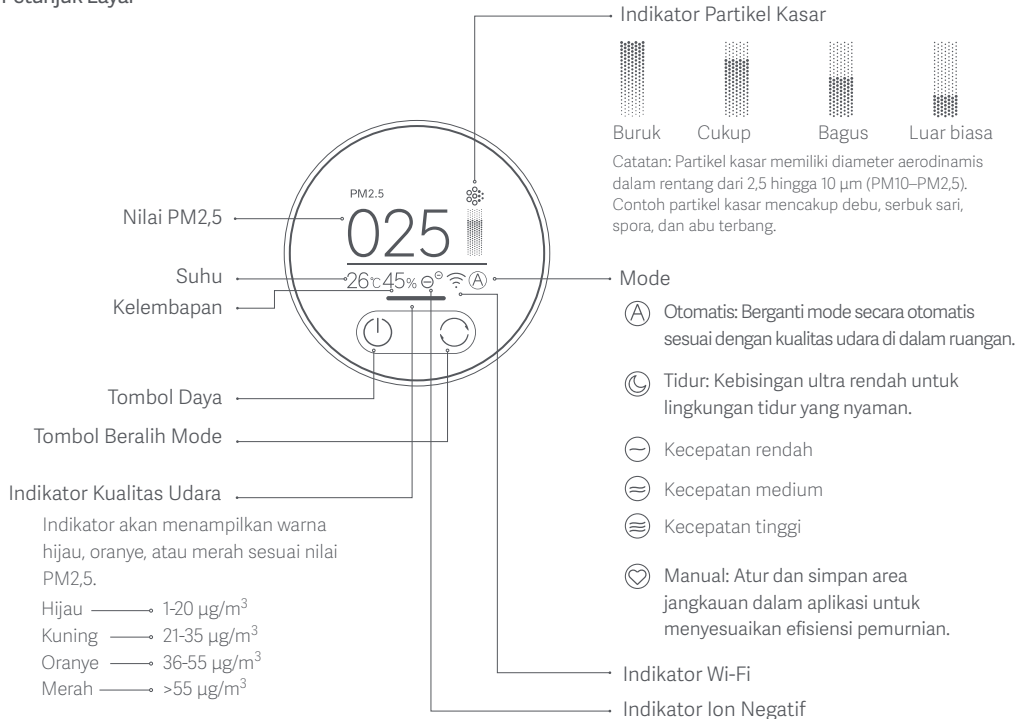 Petunjuk Layar
Indikator Partikel Kasar
Buruk Cukup Bagus Luar biasa
Catatan: Partikel kasar memiliki diameter aerodinamis
dalam rentang dari 2,5 hingga 10 µm (PM10–PM2,5).
Contoh partikel kasar mencakup debu, serbuk sari,
spora, dan abu terbang.
PM2.5
025
26℃ 45%
A
Nilai PM2,5
Suhu
Kelembapan
Tombol Daya
Tombol Beralih Mode
Indikator Kualitas Udara
Indikator akan menampilkan warna
hijau, oranye, atau merah sesuai nilai
PM2,5.
Hijau 1-20 µg/m³
Kuning 21-35 µg/m³
Oranye 36-55 µg/m³
Merah >55 µg/m³
Mode
A Otomatis: Berganti mode secara otomatis
sesuai dengan kualitas udara di dalam ruangan.
Tidur: Kebisingan ultra rendah untuk
lingkungan tidur yang nyaman.
Kecepatan rendah
Kecepatan medium
Kecepatan tinggi
Manual: Atur dan simpan area
jangkauan dalam aplikasi untuk
menyesuaikan efisiensi pemurnian.
Indikator Wi-Fi
Indikator Ion Negatif